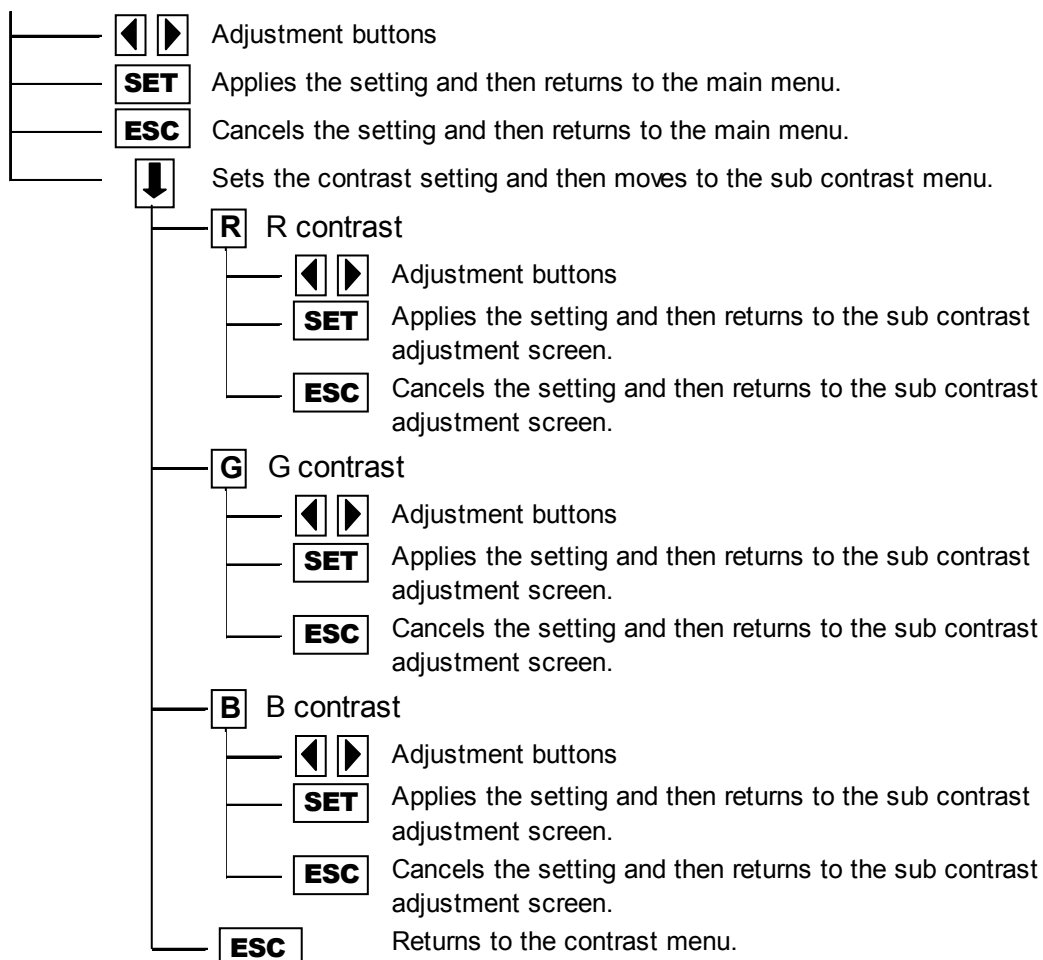 Adjustment buttons
SET Applies the setting and then returns to the main menu.
ESC Cancels the setting and then returns to the main menu.
Sets the contrast setting and then moves to the sub contrast menu.
R R contrast
Adjustment buttons
SET Applies the setting and then returns to the sub contrast
adjustment screen.
ESC Cancels the setting and then returns to the sub contrast
adjustment screen.
G G contrast
Adjustment buttons
SET Applies the setting and then returns to the sub contrast
adjustment screen.
ESC Cancels the setting and then returns to the sub contrast
adjustment screen.
B B contrast
Adjustment buttons
SET Applies the setting and then returns to the sub contrast
adjustment screen.
ESC Cancels the setting and then returns to the sub contrast
adjustment screen.
ESC Returns to the contrast menu.